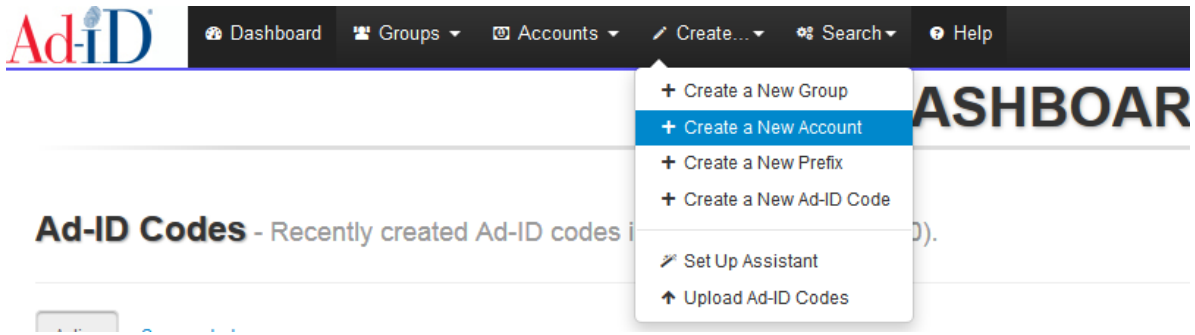 Ad-iD Dashboard Groups Accounts Create... Search Help
Create a New Group
ASHBOAR
Create a New Account
Create a New Prefix
Create a New Ad-ID Code
Ad-ID Codes - Recently created Ad-ID codes i 0).
Set Up Assistant
Upload Ad-ID Codes